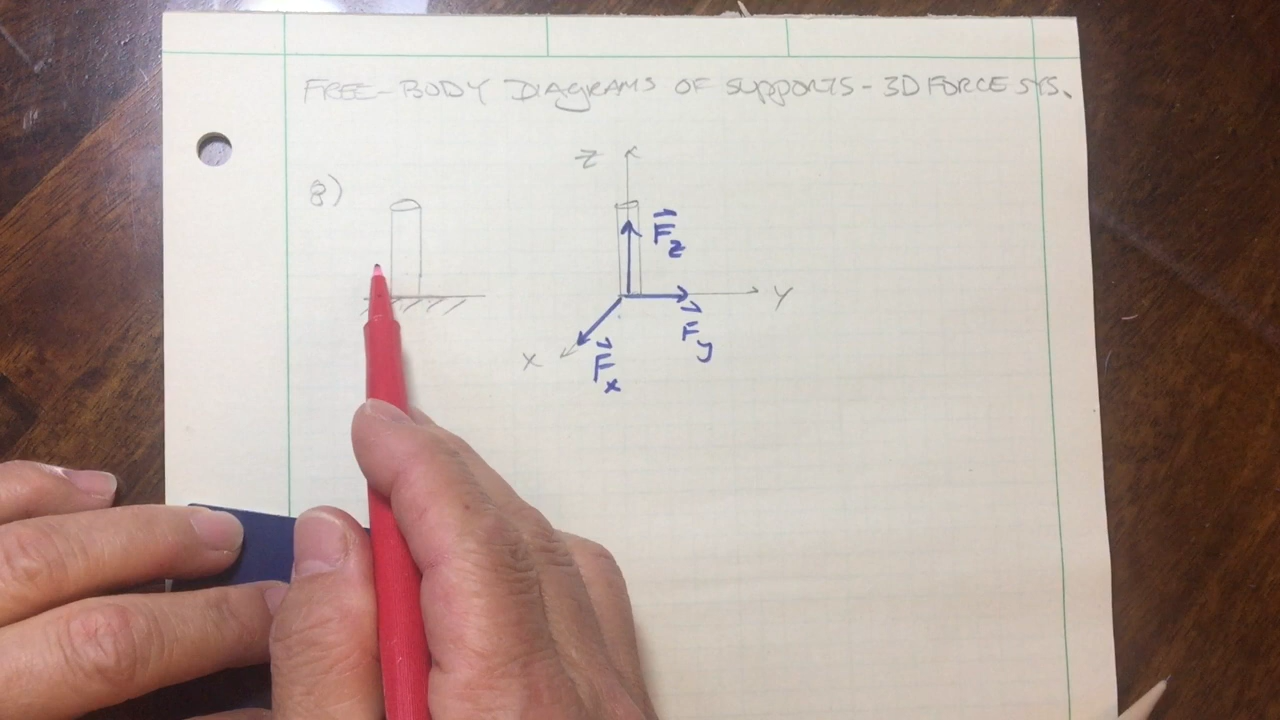 FREE-BODY DIAGRAMS OF SUPPORTS - 3D FORCE SYS.
8)
Z
F⃗z
Y
F⃗y
X
F⃗x